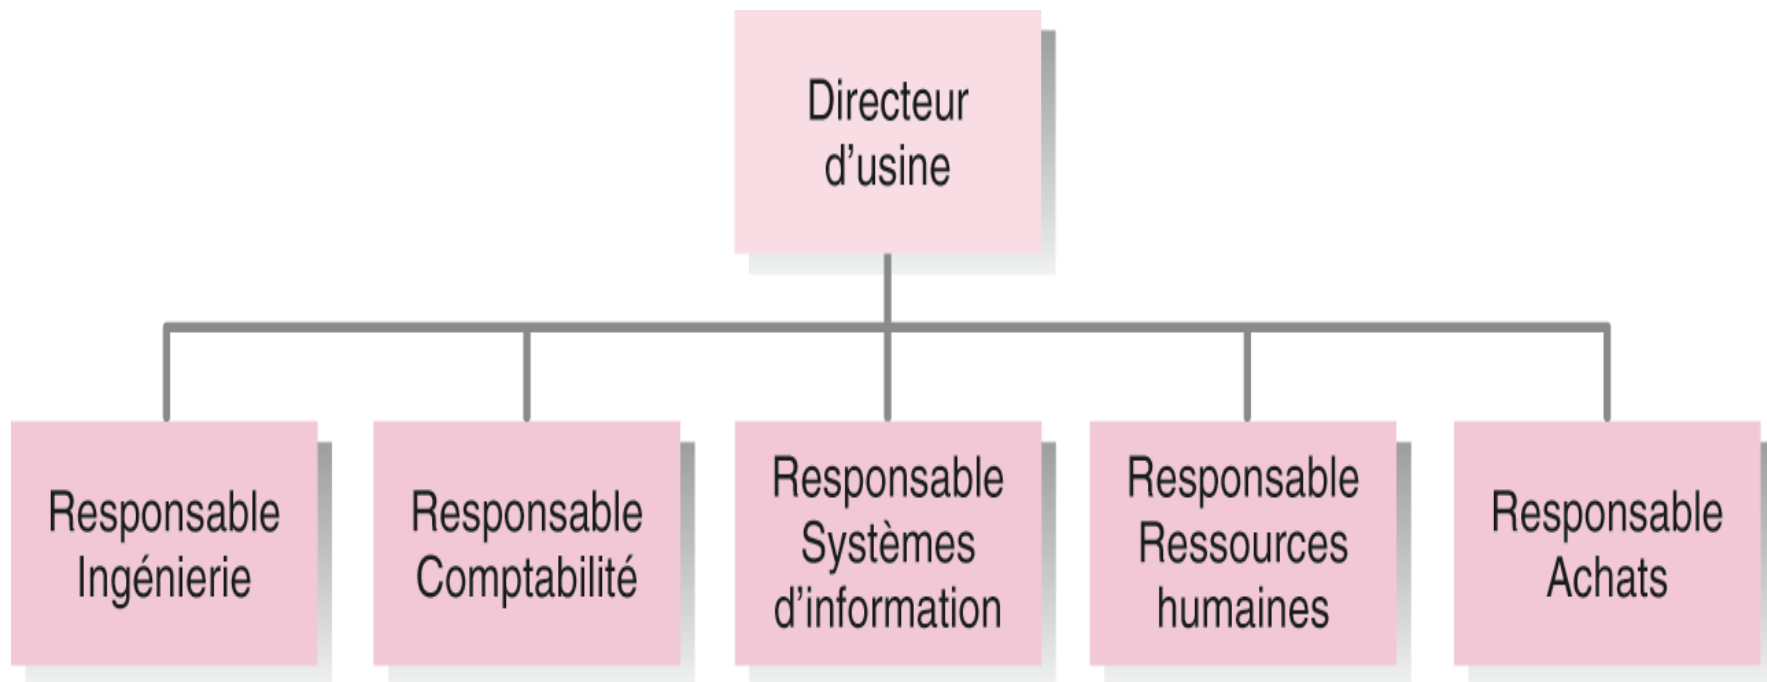 Directeur
d’usine
Responsable
Ingénierie
Responsable
Comptabilité
Responsable
Systèmes
d’information
Responsable
Ressources
humaines
Responsable
Achats